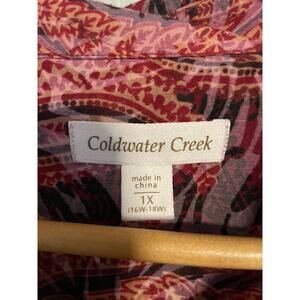 Coldwater Creek
made in
china
1X
(16W-18W)